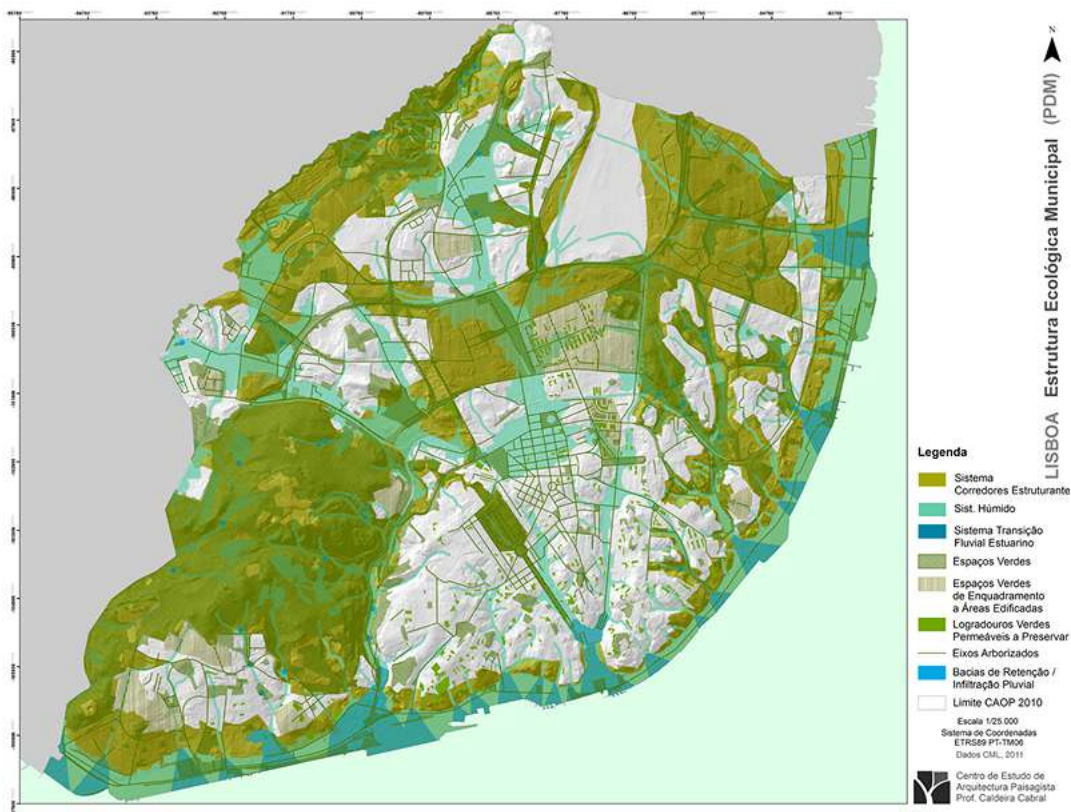 N
LISBOA Estrutura Ecológica Municipal (PDM)
Legenda
Sistema
Corredores Estruturante
Sist. Húmido
Sistema Transição
Fluvial Estuarino
Espaços Verdes
Espaços Verdes
de Enquadramento
a Áreas Edificadas
Logradouros Verdes
Permeáveis a Preservar
Eixos Arborizados
Bacias de Retenção /
Infiltração Pluvial
Limite CAOP 2010
Escala 1/25.000
Sistema de Coordenadas
ETRS89 PT-TM06
Dados CML, 2011
Centro de Estudo de
Arquitectura Paisagista
Prof. Caldeira Cabral